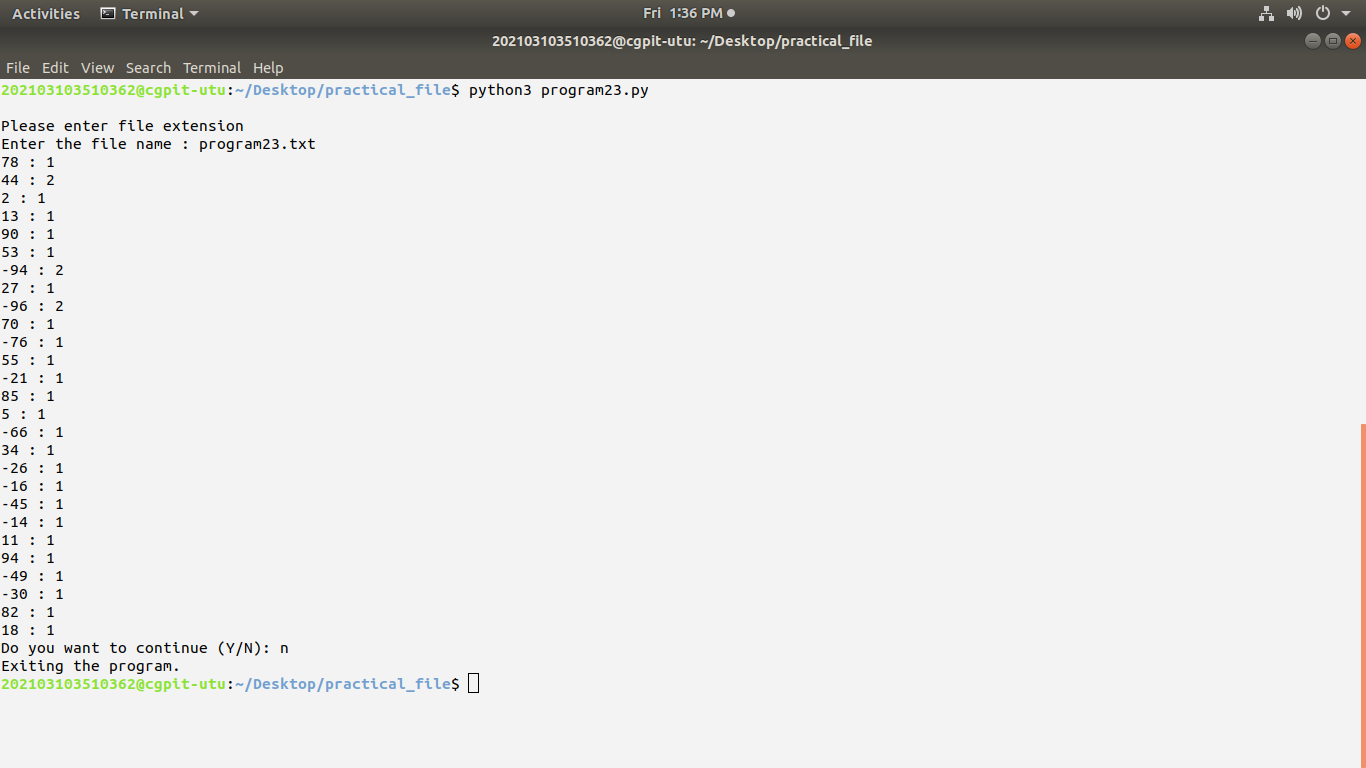 Activities Terminal Fri 1:36 PM
202103103510362@cgpit-utu: ~/Desktop/practical_file
File Edit View Search Terminal Help
202103103510362@cgpit-utu:~/Desktop/practical_file$ python3 program23.py
Please enter file extension
Enter the file name : program23.txt
78 : 1
44 : 2
2 : 1
13 : 1
90 : 1
53 : 1
-94 : 2
27 : 1
-96 : 2
70 : 1
-76 : 1
55 : 1
-21 : 1
85 : 1
5 : 1
-66 : 1
34 : 1
-26 : 1
-16 : 1
-45 : 1
-14 : 1
11 : 1
94 : 1
-49 : 1
-30 : 1
82 : 1
18 : 1
Do you want to continue (Y/N): n
Exiting the program.
202103103510362@cgpit-utu:~/Desktop/practical_file$